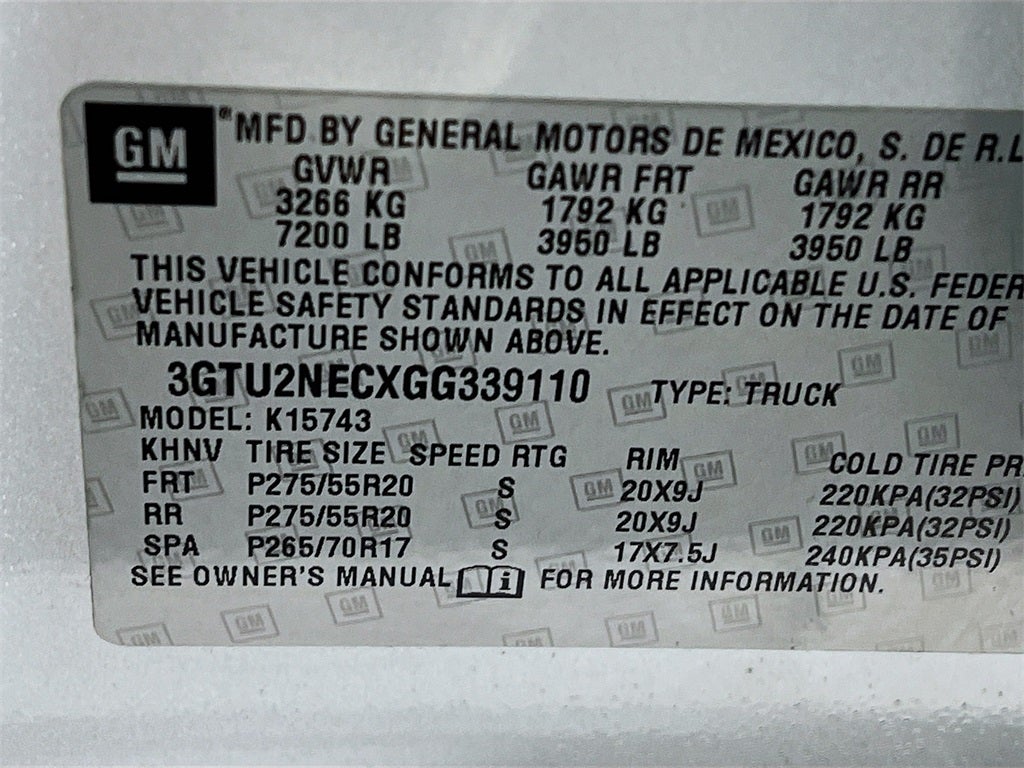 GM ®MFD BY GENERAL MOTORS DE MEXICO, S. DE R.L
GVWR GAWR FRT GAWR RR
3266 KG 1792 KG 1792 KG
7200 LB 3950 LB 3950 LB
THIS VEHICLE CONFORMS TO ALL APPLICABLE U.S. FEDER
VEHICLE SAFETY STANDARDS IN EFFECT ON THE DATE OF
MANUFACTURE SHOWN ABOVE.
3GTU2NECXGG339110 TYPE: TRUCK
MODEL: K15743
KHNV TIRE SIZE SPEED RTG RIM COLD TIRE PR
FRT P275/55R20 S 20X9J 220KPA(32PSI)
RR P275/55R20 S 20X9J 220KPA(32PSI)
SPA P265/70R17 S 17X7.5J 240KPA(35PSI)
SEE OWNER'S MANUAL i FOR MORE INFORMATION.